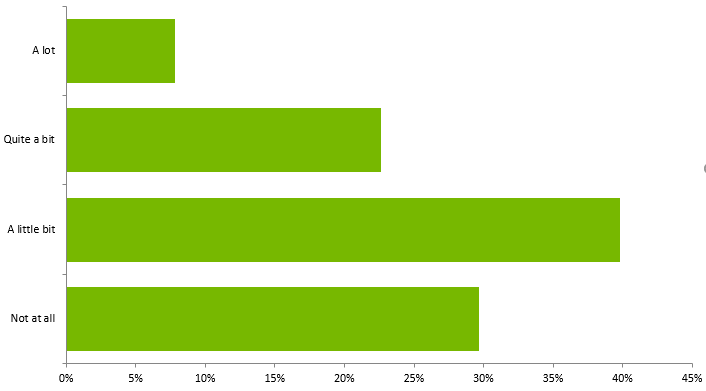 A lot
Quite a bit
A little bit
Not at all
0% 5% 10% 15% 20% 25% 30% 35% 40% 45%